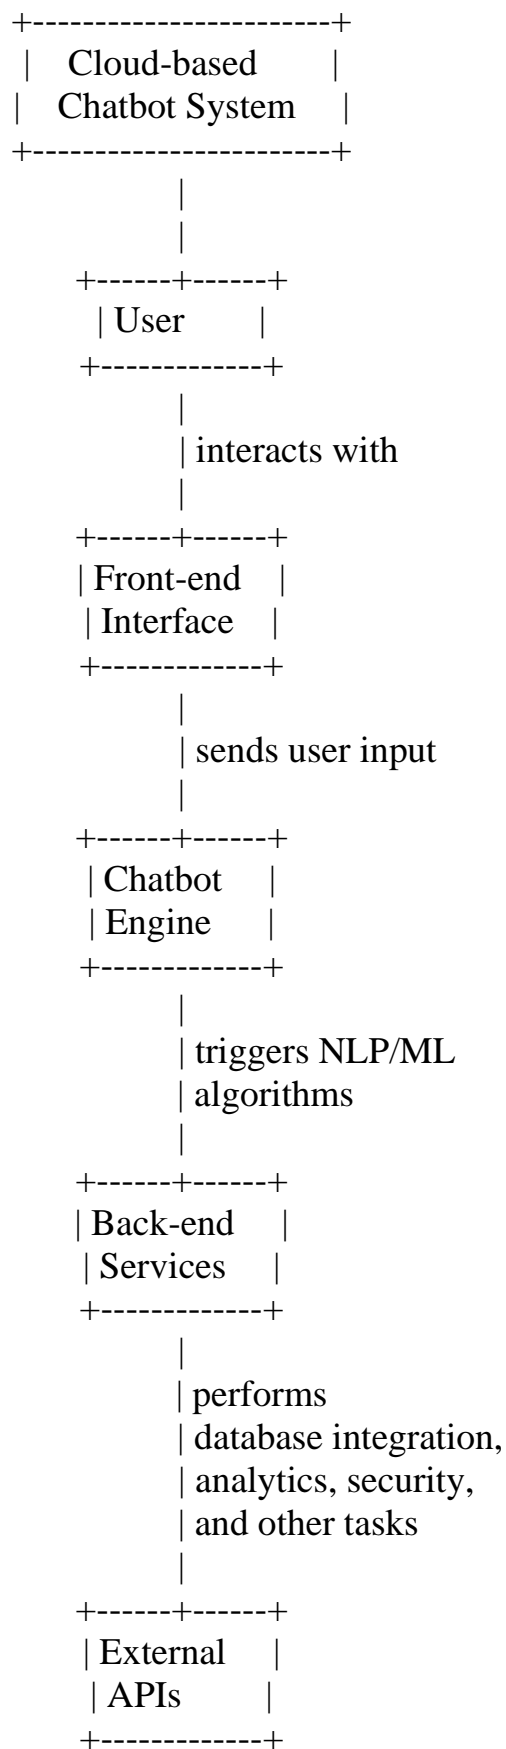 +-----------------------+
| Cloud-based |
| Chatbot System |
+-----------------------+
|
|
+------+------+
| User |
+-------------+
|
| interacts with
|
+------+------+
| Front-end |
| Interface |
+-------------+
|
| sends user input
|
+------+------+
| Chatbot |
| Engine |
+-------------+
|
| triggers NLP/ML
| algorithms
|
+------+------+
| Back-end |
| Services |
+-------------+
|
| performs
| database integration,
| analytics, security,
| and other tasks
|
+------+------+
| External |
| APIs |
+-------------+